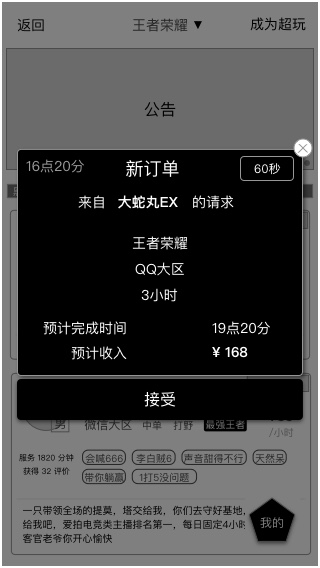 返回
王者荣耀 ▼
成为超玩
公告
16点20分
新订单
60秒
来自 大蛇丸EX 的请求
王者荣耀
QQ大区
3小时
预计完成时间 19点20分
预计收入 ¥ 168
接受
男 微信大区 中单 打野 最强王者
/小时
服务 1820 分钟
获得 32 评价
会喊666 李白贼6 声音甜得不行 天然呆
带你躺赢 1打5没问题
一只带领全场的提莫，塔交给我，你们去守好基地，
给我吧，爱拍电竞类主播排名第一，每日固定4小时
客官老爷你开心愉快
我的